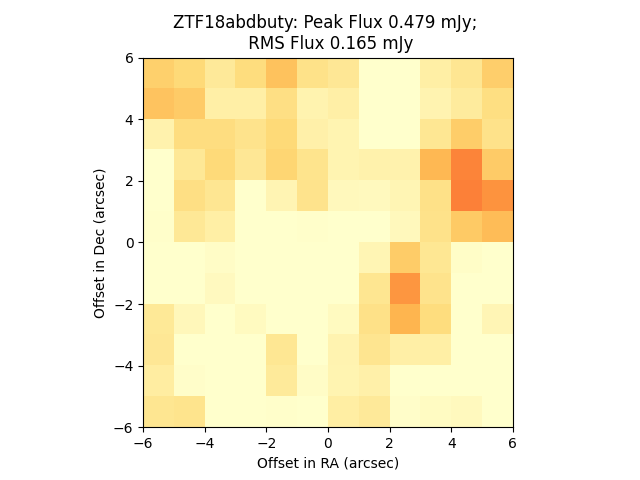 ZTF18abdbuty: Peak Flux 0.479 mJy;
RMS Flux 0.165 mJy
6
4
2
0
−2
−4
−6
Offset in Dec (arcsec)
−6 −4 −2 0 2 4 6
Offset in RA (arcsec)